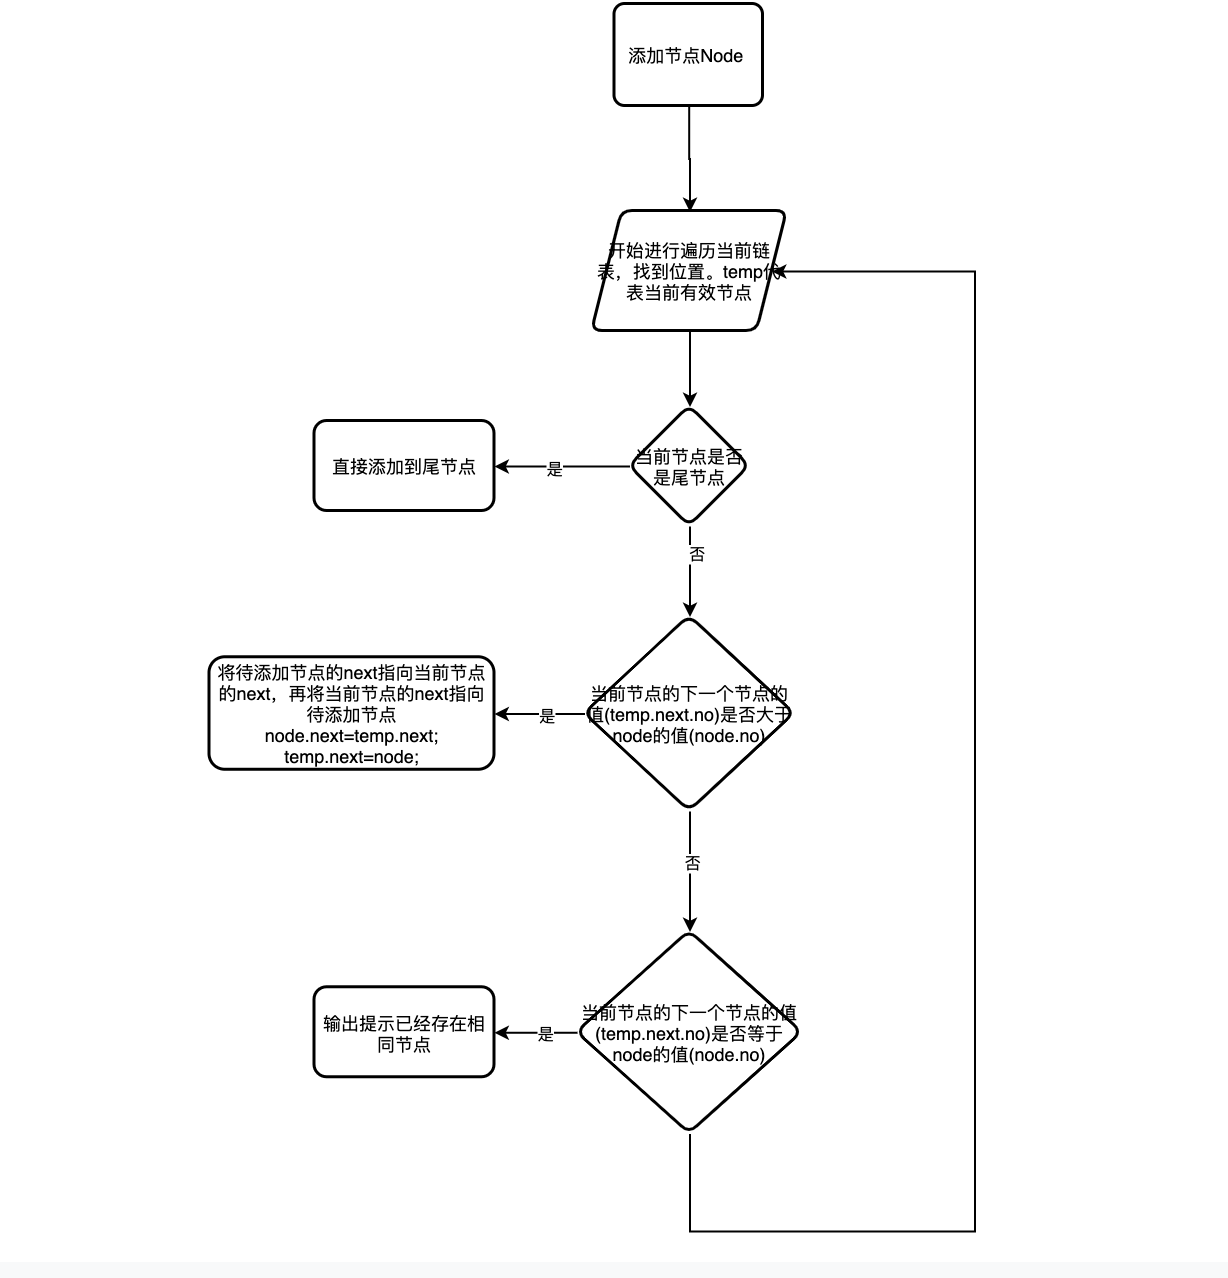 添加节点Node
开始进行遍历当前链
表，找到位置。temp代
表当前有效节点
当前节点是否
是尾节点
是
直接添加到尾节点
否
当前节点的下一个节点的
值(temp.next.no)是否大于
node的值(node.no)
是
将待添加节点的next指向当前节点
的next，再将当前节点的next指向
待添加节点
node.next=temp.next;
temp.next=node;
否
当前节点的下一个节点的值
(temp.next.no)是否等于
node的值(node.no)
是
输出提示已经存在相
同节点